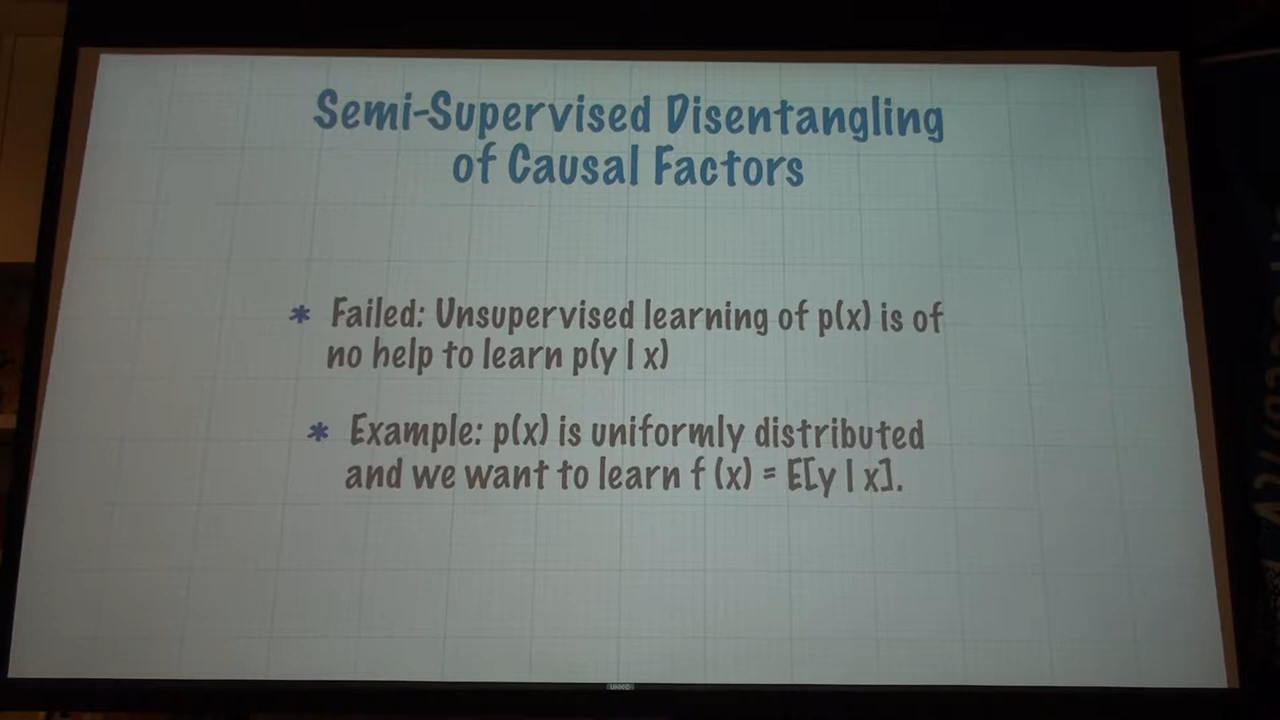 Semi-Supervised Disentangling
of Causal Factors
* Failed: Unsupervised learning of p(x) is of
no help to learn p(y | x)
* Example: p(x) is uniformly distributed
and we want to learn f (x) = E[y | x].